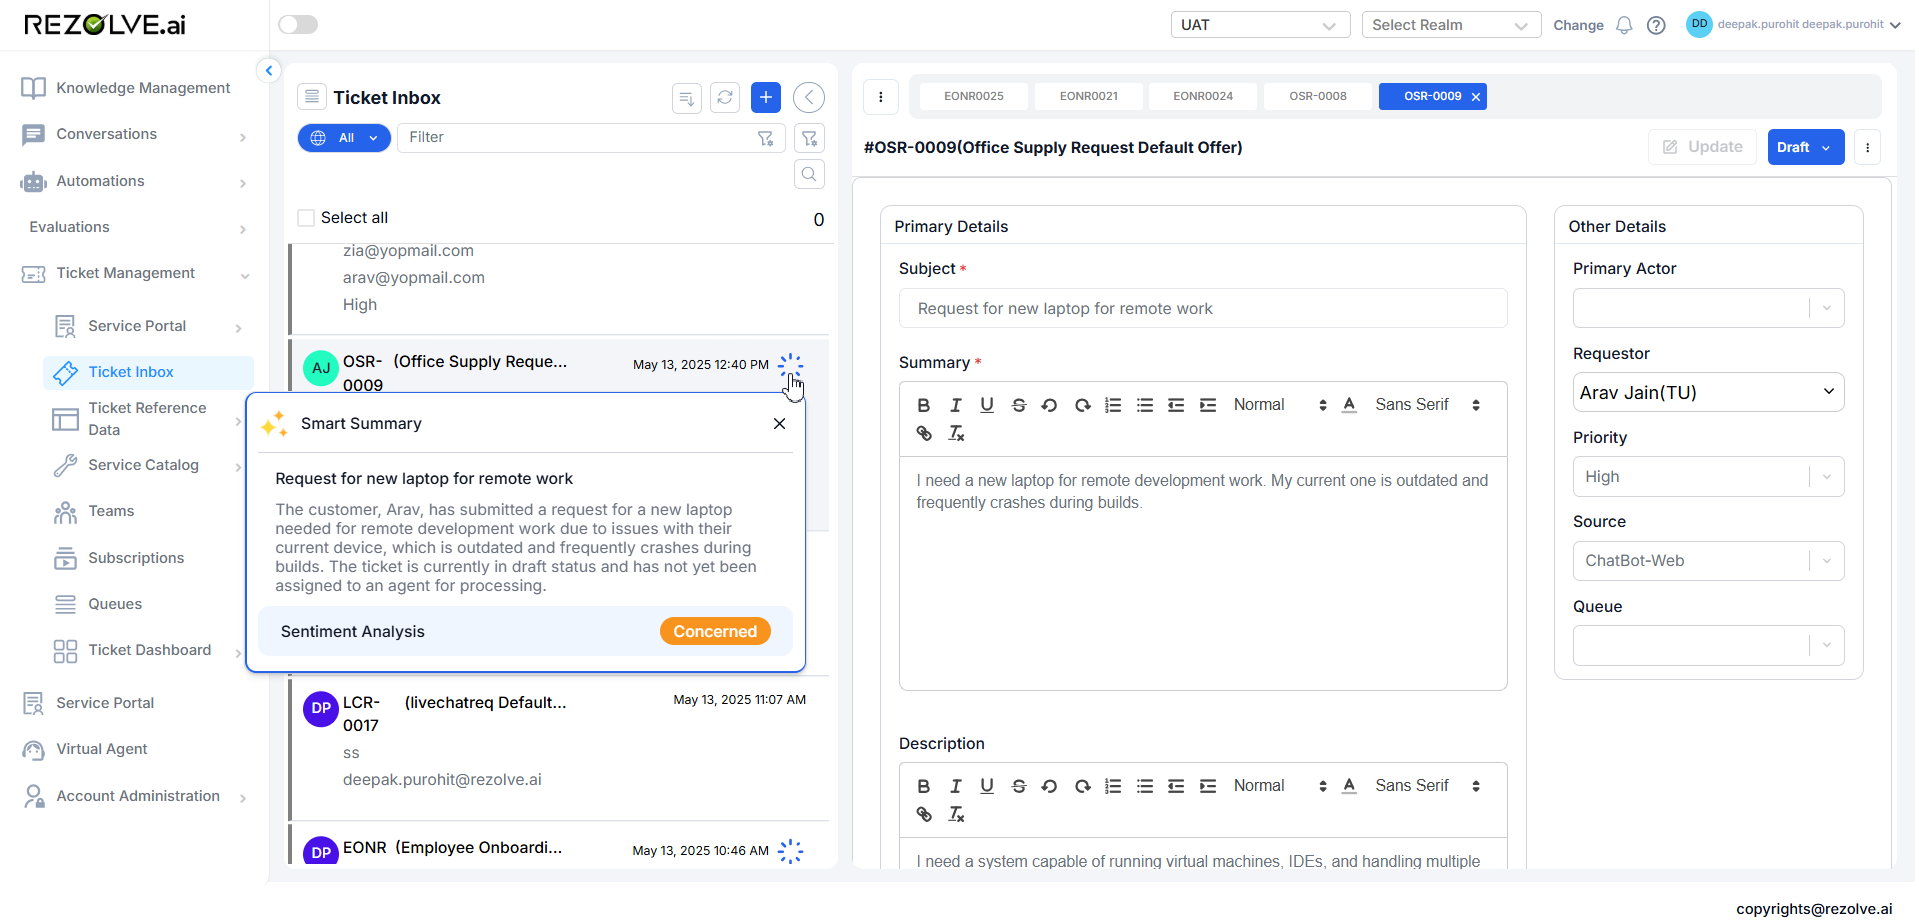 REZOLVE.ai
UAT
Select Realm
Change
DD
deepak.purohit deepak.purohit
Knowledge Management
Conversations
Automations
Evaluations
Ticket Management
Service Portal
Ticket Inbox
Ticket Reference
Data
Service Catalog
Teams
Subscriptions
Queues
Ticket Dashboard
Service Portal
Virtual Agent
Account Administration
Ticket Inbox
All
Filter
Select all
0
zia@yopmail.com
arav@yopmail.com
High
AJ
OSR- (Office Supply Reque...
0009
May 13, 2025 12:40 PM
Smart Summary
Request for new laptop for remote work
The customer, Arav, has submitted a request for a new laptop
needed for remote development work due to issues with their
current device, which is outdated and frequently crashes during
builds. The ticket is currently in draft status and has not yet been
assigned to an agent for processing.
Sentiment Analysis
Concerned
DP
LCR- (livechatreq Default...
0017
May 13, 2025 11:07 AM
ss
deepak.purohit@rezolve.ai
DP
EONR (Employee Onboardi...
May 13, 2025 10:46 AM
EONR0025
EONR0021
EONR0024
OSR-0008
OSR-0009
#OSR-0009(Office Supply Request Default Offer)
Update
Draft
Primary Details
Subject *
Request for new laptop for remote work
Summary *
Normal
Sans Serif
I need a new laptop for remote development work. My current one is outdated and
frequently crashes during builds.
Description
Normal
Sans Serif
I need a system capable of running virtual machines, IDEs, and handling multiple
Other Details
Primary Actor
Requestor
Arav Jain(TU)
Priority
High
Source
ChatBot-Web
Queue
copyrights@rezolve.ai